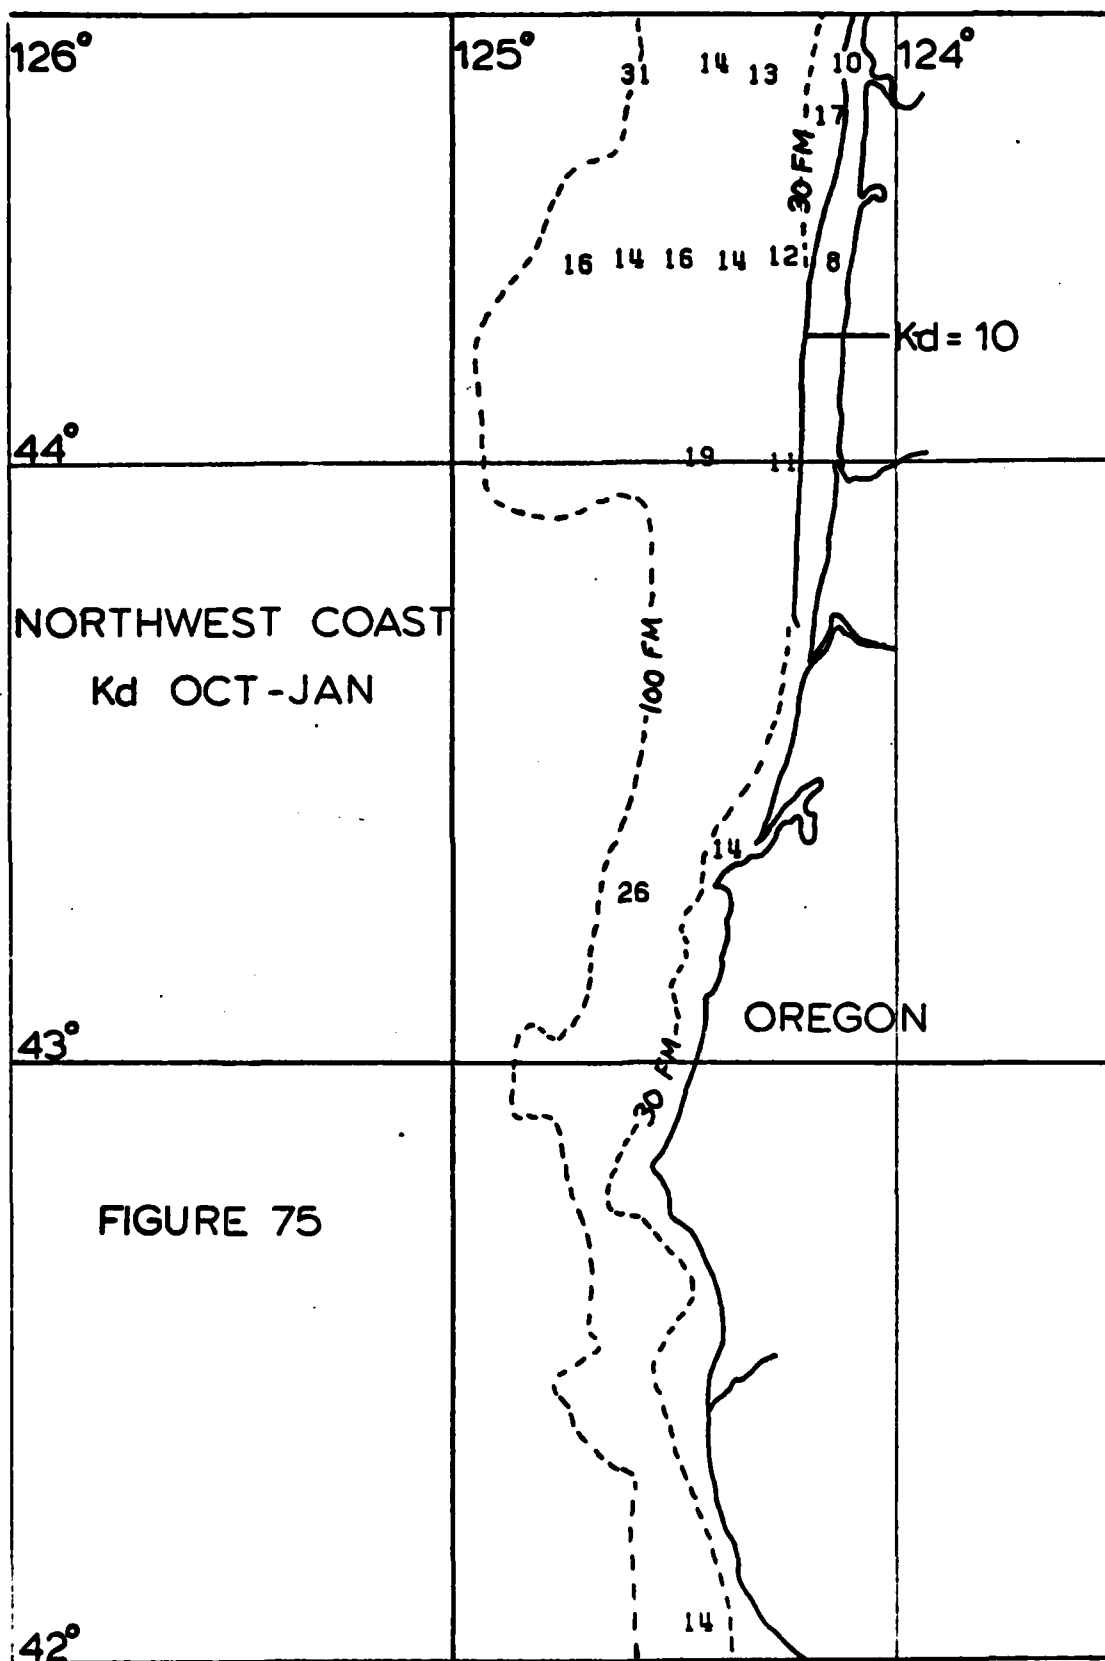 126° 125° 124°
31 14 13 10
17
30 FM
16 14 16 14 12 8
Kd = 10
44°
19 11
NORTHWEST COAST
Kd OCT-JAN
100 FM
14
26
OREGON
43°
30 FM
FIGURE 75
14
42°